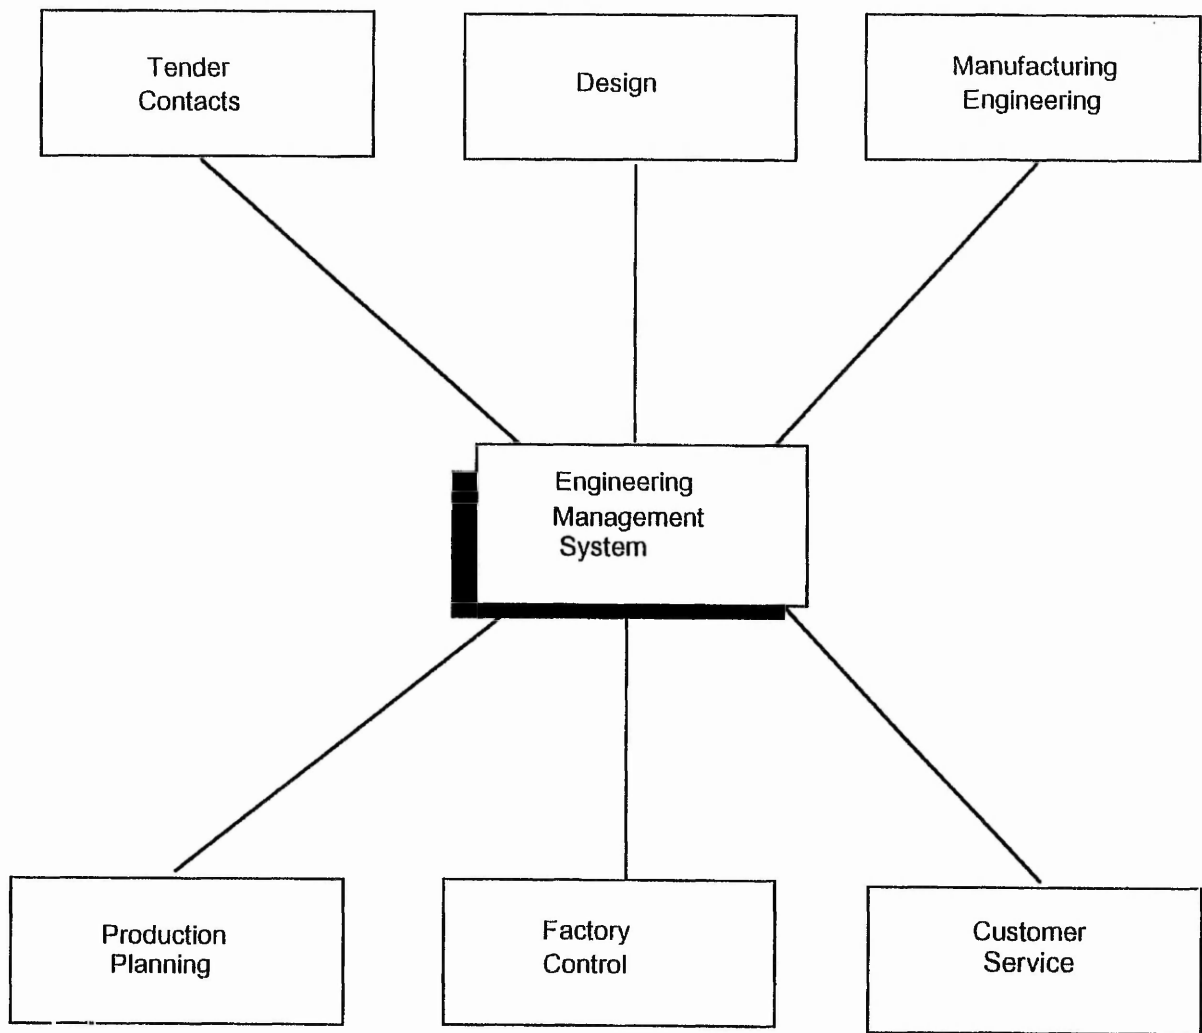 Tender
Contacts
Design
Manufacturing
Engineering
Engineering
Management
System
Production
Planning
Factory
Control
Customer
Service